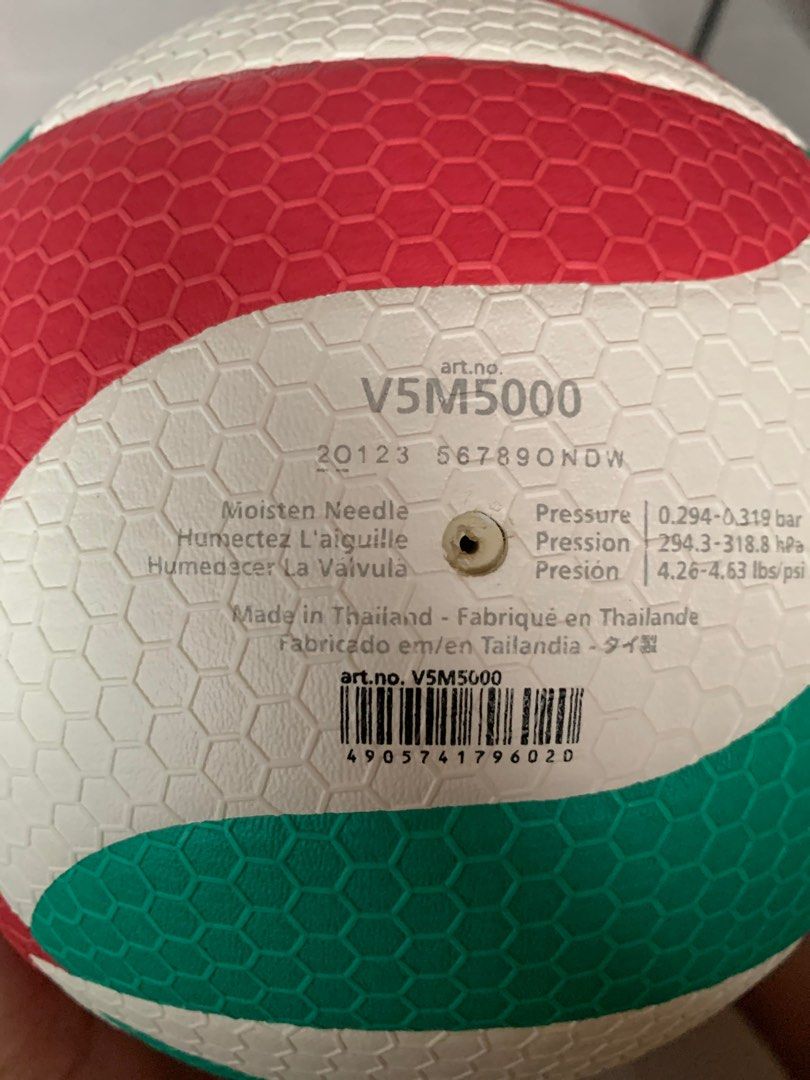 art.no.
V5M5000
20123 567890NDW
Moisten Needle
Humectez L'aiguille
Humedecer La Valvula
Pressure | 0.294-0.319 bar
Pression | 294.3-318.8 hPa
Presión | 4.26-4.63 lbs/psi
Made in Thailand - Fabriqué en Thailande
Fabricado em/en Tailandia - タイ製
art.no. V5M5000
4905741796020